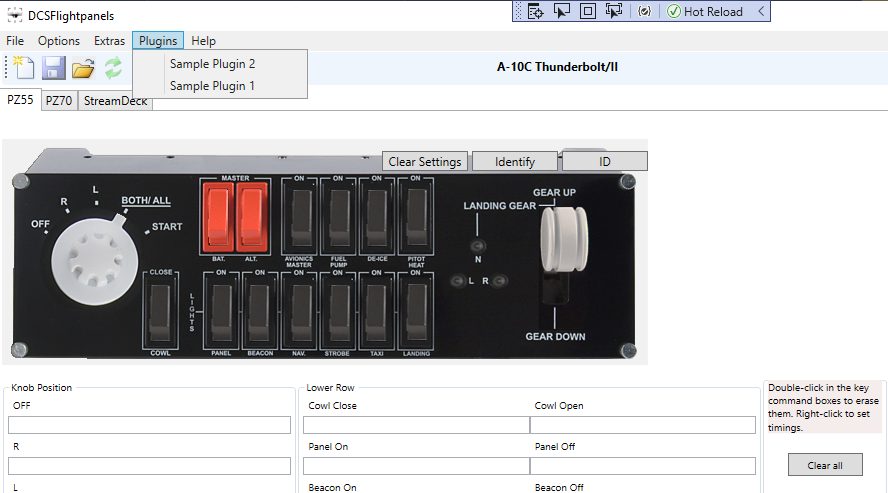 DCSFlightpanels
Hot Reload
File Options Extras Plugins Help
Sample Plugin 2
Sample Plugin 1
A-10C Thunderbolt/II
PZ55 PZ70 StreamDeck
Clear Settings Identify ID
OFF
R
L
BOTH/ALL
START
MASTER
BAT. ALT.
ON ON ON ON
AVIONICS MASTER
FUEL PUMP
DE-ICE
PITOT HEAT
CLOSE
COWL
LIGHTS
ON ON ON ON ON ON
PANEL BEACON NAV. STROBE TAXI LANDING
GEAR UP
LANDING GEAR
N
L R
GEAR DOWN
Knob Position
OFF
R
L
Lower Row
Cowl Close Cowl Open
Panel On Panel Off
Beacon On Beacon Off
Double-click in the key
command boxes to erase
them. Right-click to set
timings.
Clear all